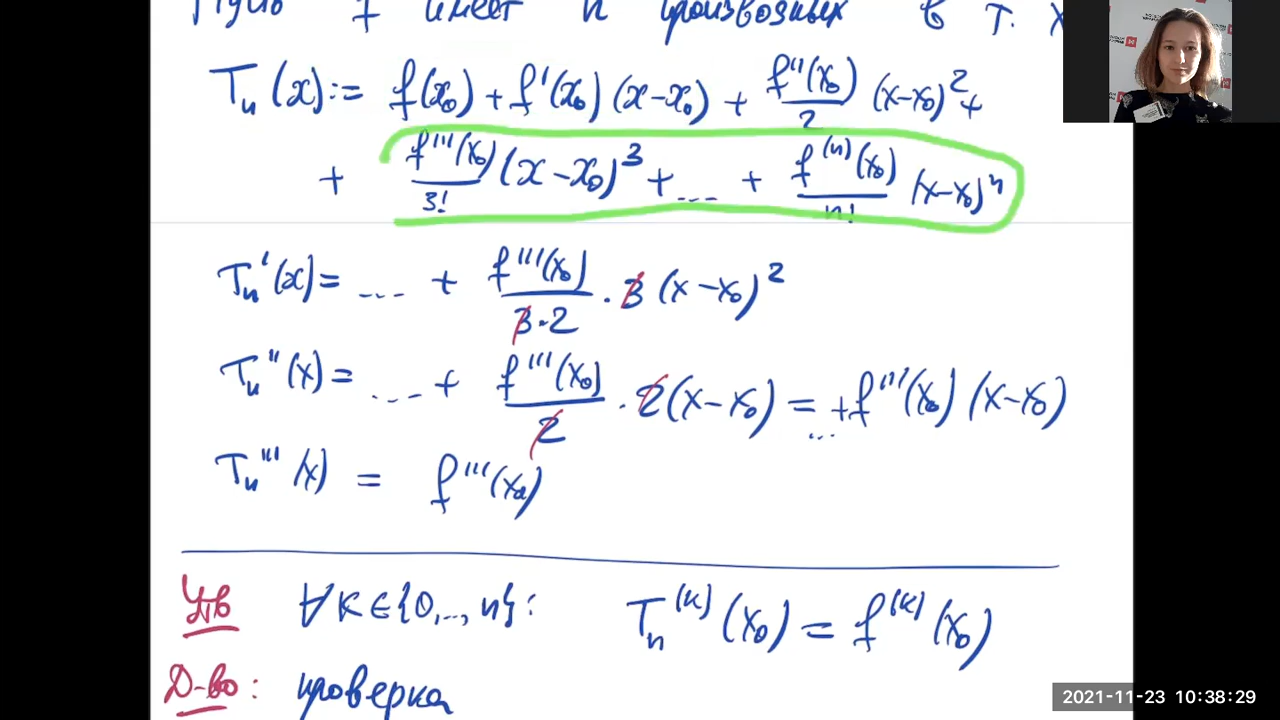 Пусть f имеет n производных в т. x
Tₙ(x) := f(x₀) + f'(x₀)(x-x₀) + f''(x₀)/2 (x-x₀)² +
+ f'''(x₀)/3! (x-x₀)³ + ... + f⁽ⁿ⁾(x₀)/n! (x-x₀)ⁿ
Tₙ'(x) = .... + f'''(x₀)/3·2 · 3 (x-x₀)²
Tₙ''(x) = .... + f'''(x₀)/2 · 2(x-x₀) = ...+f'''(x₀)(x-x₀)
Tₙ'''(x) = f'''(x₀)
Утв ∀k∈{0,..,n}: Tₙ⁽ᵏ⁾(x₀) = f⁽ᵏ⁾(x₀)
Д-во: проверка
2021-11-23 10:38:29